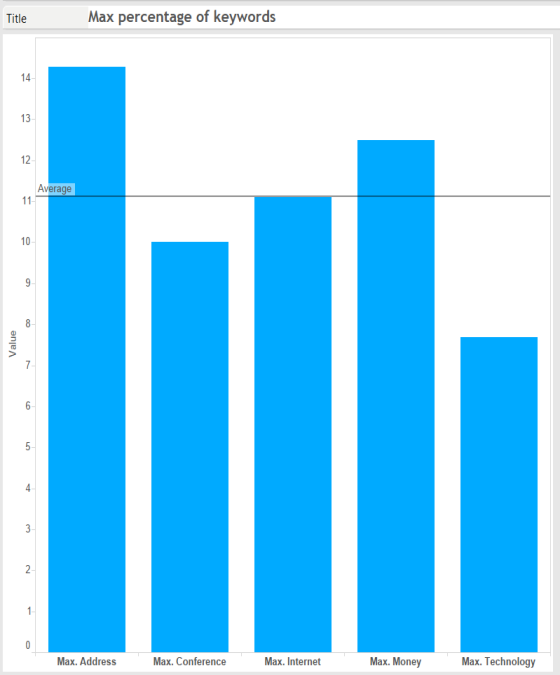 Title
Max percentage of keywords
14
13
12
Average
11
10
9
8
7
6
5
4
3
2
1
0
Value
Max. Address
Max. Conference
Max. Internet
Max. Money
Max. Technology